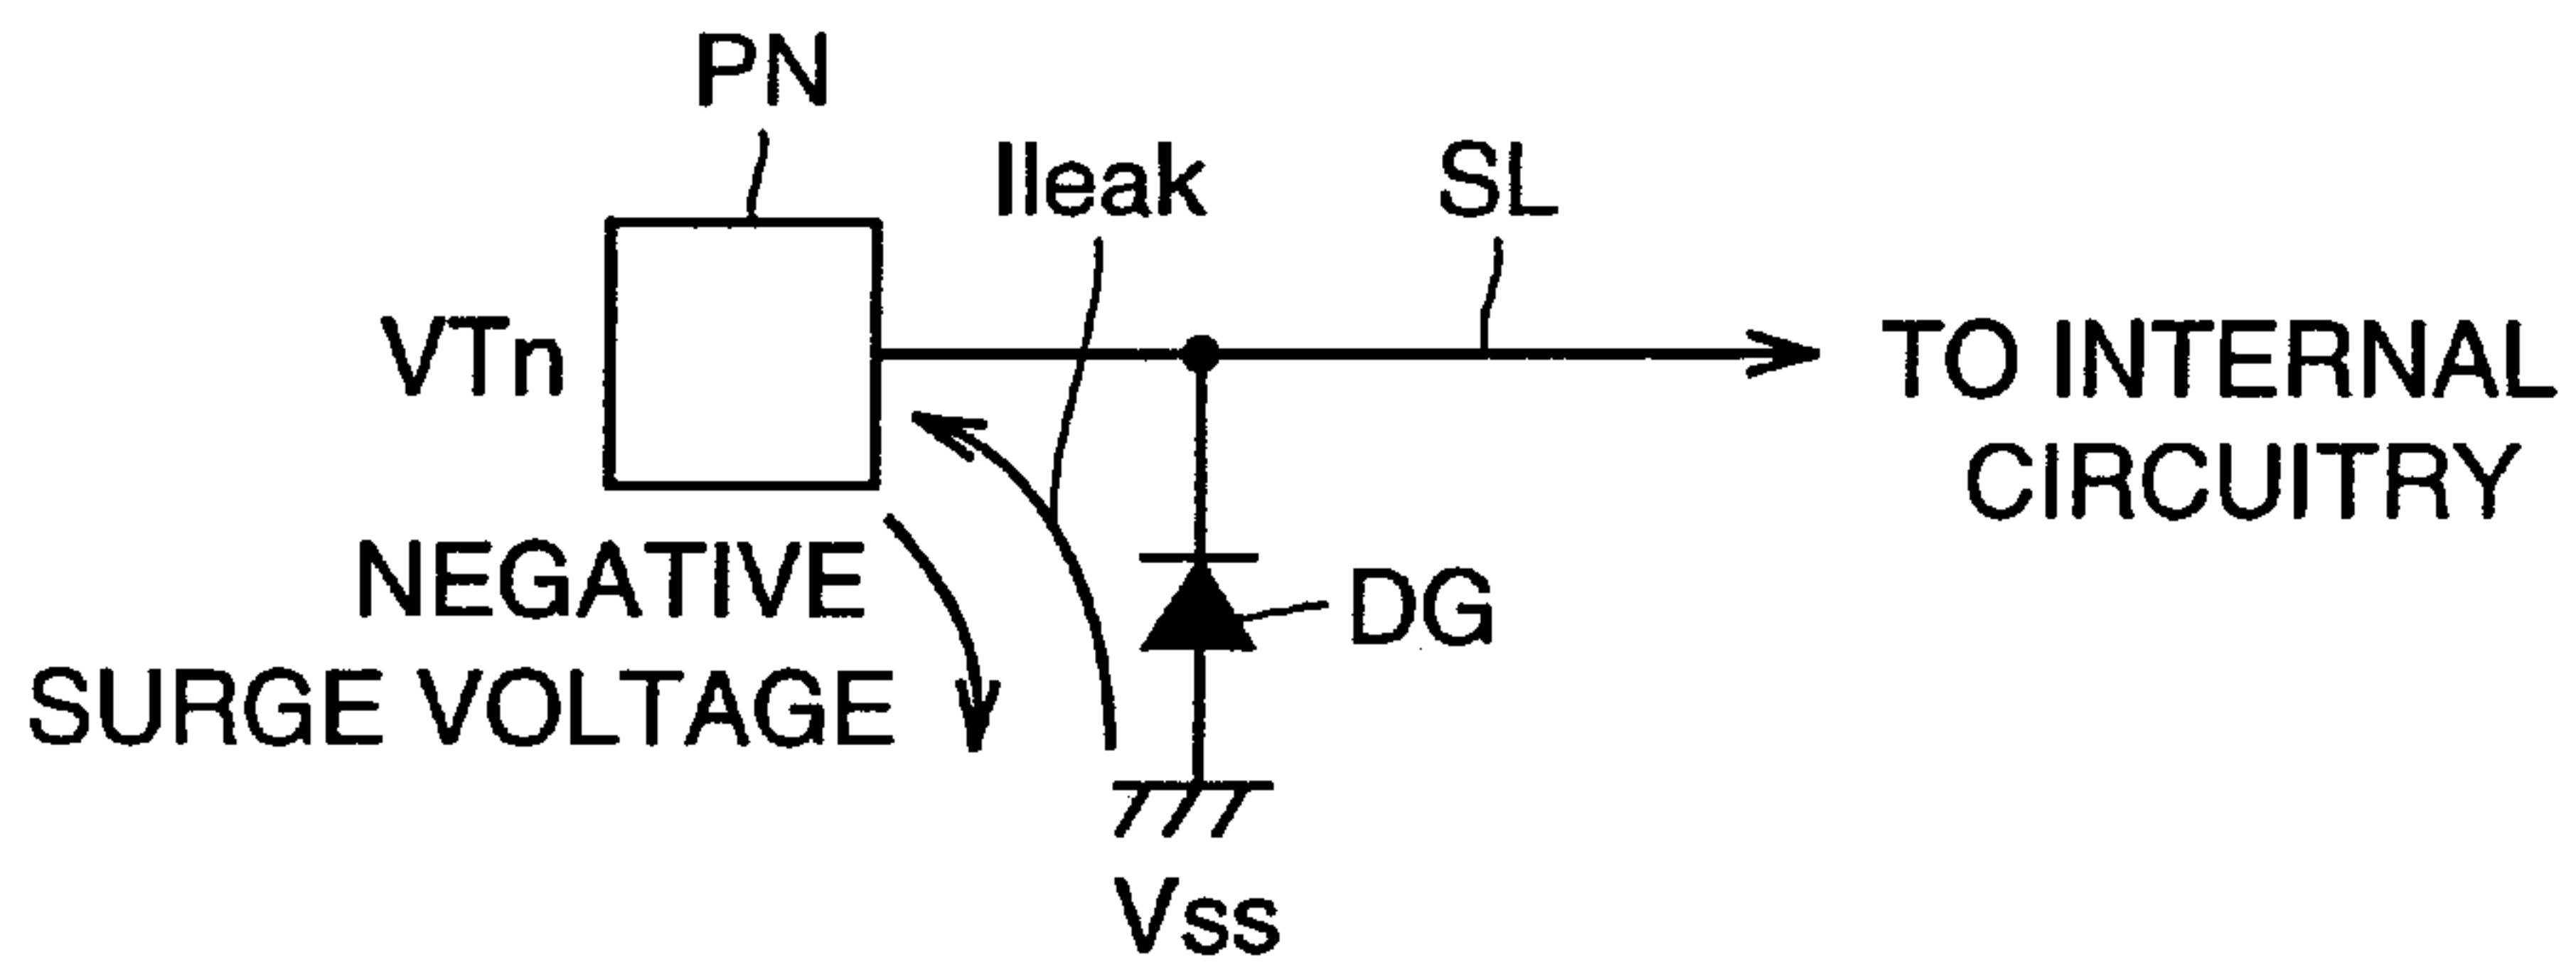 PN
Ileak
SL
VTn
TO INTERNAL
CIRCUITRY
NEGATIVE
SURGE VOLTAGE
DG
Vss